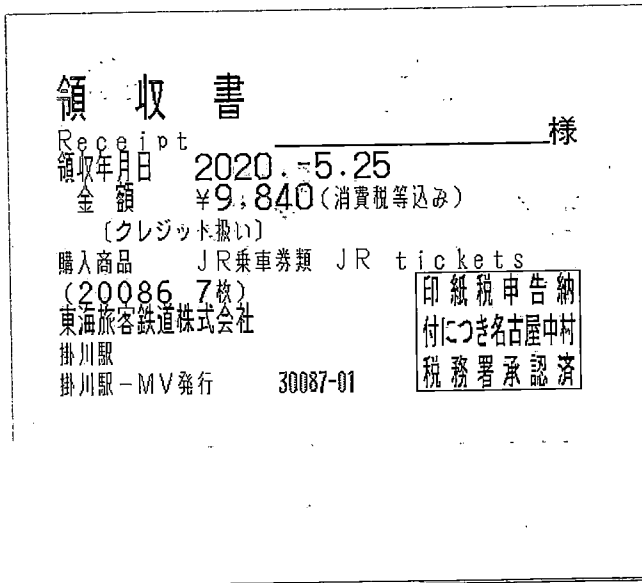 領収書
Receipt 様
領収年月日 2020.-5.25
金額 ¥9,840(消費税等込み)
〔クレジット扱い〕
購入商品 JR乗車券類 JR tickets
(20086 7枚)
東海旅客鉄道株式会社
掛川駅
掛川駅-MV発行 30087-01
印紙税申告納
付につき名古屋中村
税務署承認済